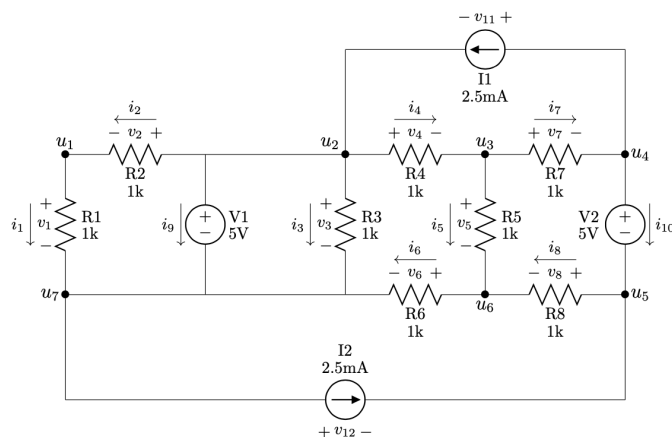 − v₁₁ +
I1
2.5mA
i₂
i₄
i₇
− v₂ +
+ v₄ −
+ v₇ −
u₁
u₂
u₃
u₄
R2
1k
R4
1k
R7
1k
i₁
+
v₁
−
R1
1k
i₉
+
−
V1
5V
i₃
+
v₃
−
R3
1k
i₅
+
v₅
−
R5
1k
V2
5V
+
−
i₁₀
i₆
i₈
− v₆ +
− v₈ +
u₇
u₆
u₅
R6
1k
R8
1k
I2
2.5mA
+ v₁₂ −